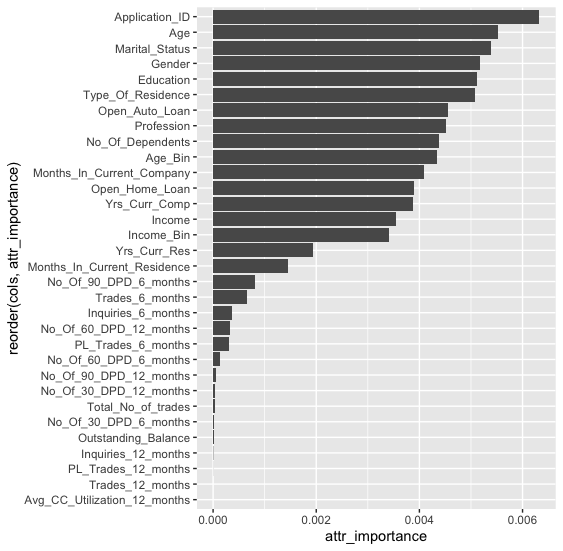 reorder(cols, attr_importance)
Application_ID
Age
Marital_Status
Gender
Education
Type_Of_Residence
Open_Auto_Loan
Profession
No_Of_Dependents
Age_Bin
Months_In_Current_Company
Open_Home_Loan
Yrs_Curr_Comp
Income
Income_Bin
Yrs_Curr_Res
Months_In_Current_Residence
No_Of_90_DPD_6_months
Trades_6_months
Inquiries_6_months
No_Of_60_DPD_12_months
PL_Trades_6_months
No_Of_60_DPD_6_months
No_Of_90_DPD_12_months
No_Of_30_DPD_12_months
Total_No_of_trades
No_Of_30_DPD_6_months
Outstanding_Balance
Inquiries_12_months
PL_Trades_12_months
Trades_12_months
Avg_CC_Utilization_12_months
0.000 0.002 0.004 0.006
attr_importance